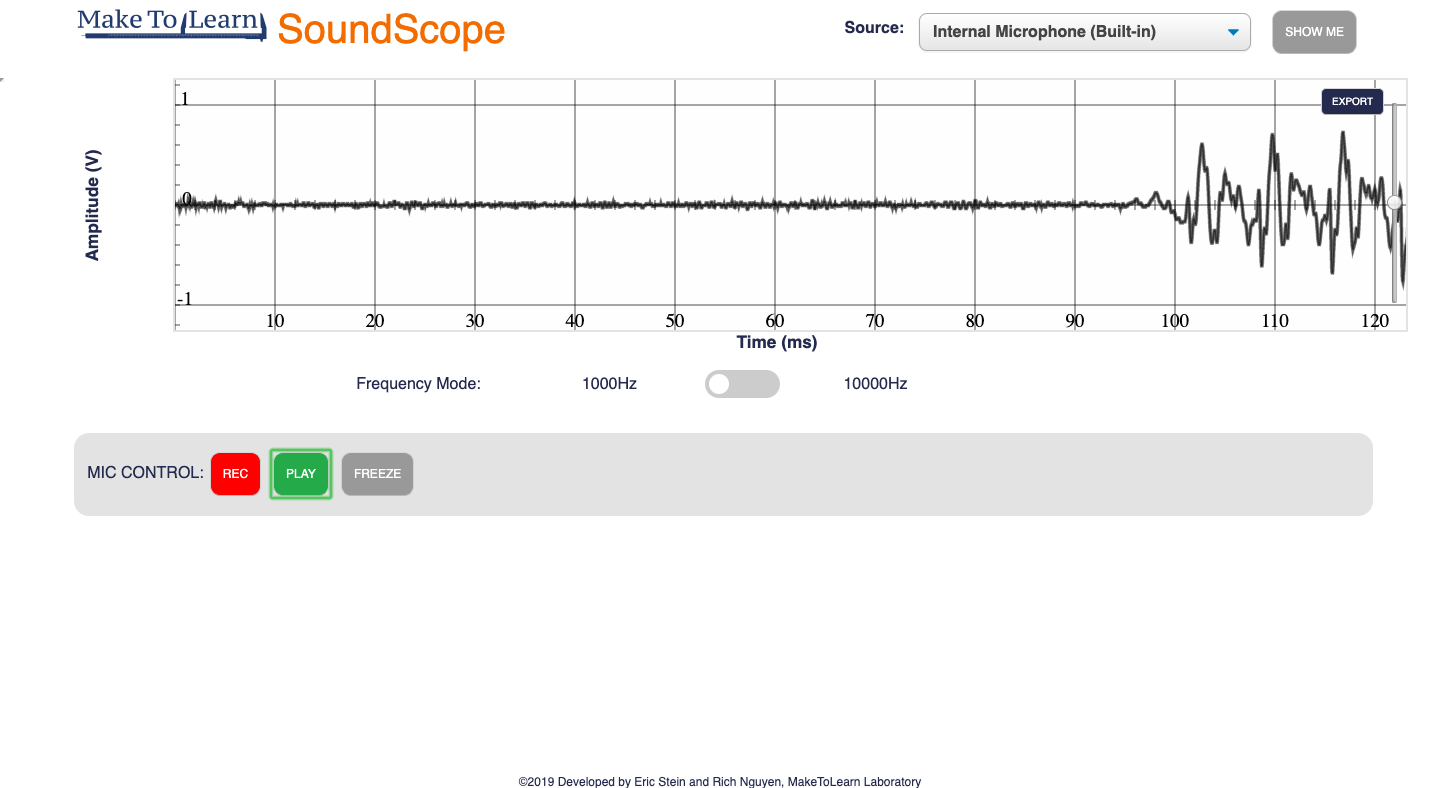 Make To Learn SoundScope
Source: Internal Microphone (Built-in) SHOW ME
EXPORT
1
0
-1
Amplitude (V)
10 20 30 40 50 60 70 80 90 100 110 120
Time (ms)
Frequency Mode: 1000Hz 10000Hz
MIC CONTROL: REC PLAY FREEZE
©2019 Developed by Eric Stein and Rich Nguyen, MakeToLearn Laboratory